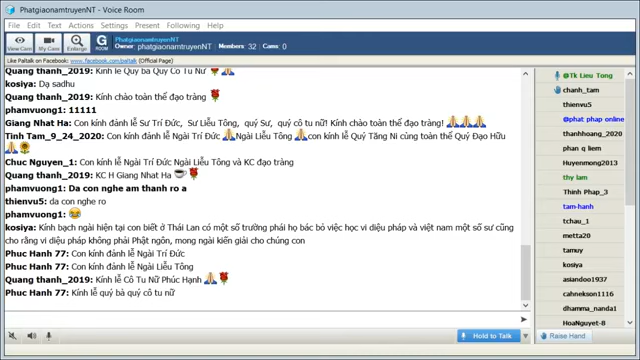 PhatgiaonamtruyenNT - Voice Room
File Edit Text Actions Settings Present Following Help
Room: PhatgiaonamtruyenNT
Owner: phatgiaonamtruyenNT Members: 32 Cams: 0
View Cam My Cam Enlarge ROOM
Like Paltalk on Facebook: www.facebook.com/paltalk (Official Page)
Quang thanh_2019: Kính lễ Quý bà Quý Cô Tu Nữ
kosiya: Dạ sadhu
Quang thanh_2019: Kính chào toàn thể đạo tràng
phamvuong1: 11111
Giang Nhat Ha: Con kính đảnh lễ Sư Trí Đức, Sư Liễu Tông, quý Sư, quý cô tu nữ! Kính chào toàn thể đạo tràng!
Tinh Tam_9_24_2020: Con kính đảnh lễ Ngài Trí Đức Ngài Liễu Tông con kính lễ Quý Tăng Ni cùng toàn thể Quý Đạo Hữu
Chuc Nguyen_1: Con kính lễ Ngài Trí Đức Ngài Liễu Tông và KC đạo tràng
Quang thanh_2019: KC H Giang Nhat Ha
phamvuong1: Da con nghe am thanh ro a
thienvu5: da con nghe ro
phamvuong1:
kosiya: Kính bạch ngài hiện tại con biết ở Thái Lan có một số trường phái họ bác bỏ việc học vi diệu pháp và việt nam một số sư cũng
cho rằng vi diệu pháp không phải Phật ngôn, mong ngài kiến giải cho chúng con
Phuc Hanh 77: Con kính đảnh lễ Ngài Trí Đức
Phuc Hanh 77: Con kính đảnh lễ Ngài Liễu Tông
Quang thanh_2019: Kính lễ Cô Tu Nữ Phúc Hạnh
Phuc Hanh 77: Kính lễ quý bà quý cô tu nữ
Hold to Talk
@Tk Lieu Tong
chanh_tam
thienvu5
@phat phap online
thanhhoang_2020
phan q liem
Huyenmong2013
thy lam
Thinh Phap_3
tam-hanh
tchau_1
metta20
tamuy
kosiya
asiandoo1937
cahnekson1116
dhamma_nanda1
HoaNguyet-8
Raise Hand